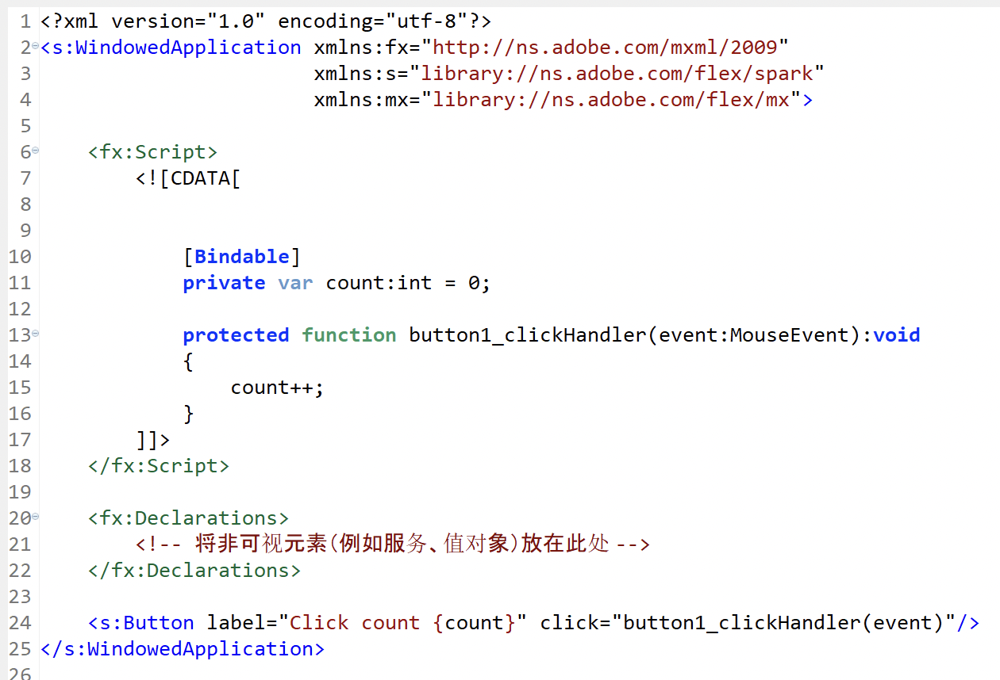 1 <?xml version="1.0" encoding="utf-8"?>
2 <s:WindowedApplication xmlns:fx="http://ns.adobe.com/mxml/2009"
3 xmlns:s="library://ns.adobe.com/flex/spark"
4 xmlns:mx="library://ns.adobe.com/flex/mx">
5
6 <fx:Script>
7 <![CDATA[
8
9
10 [Bindable]
11 private var count:int = 0;
12
13 protected function button1_clickHandler(event:MouseEvent):void
14 {
15 count++;
16 }
17 ]]>
18 </fx:Script>
19
20 <fx:Declarations>
21 <!-- 将非可视元素(例如服务、值对象)放在此处 -->
22 </fx:Declarations>
23
24 <s:Button label="Click count {count}" click="button1_clickHandler(event)"/>
25 </s:WindowedApplication>
26